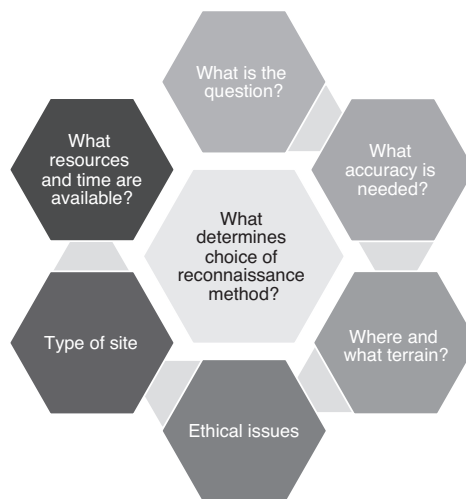 What is the
question?
What
accuracy is
needed?
Where and
what terrain?
Ethical issues
Type of site
What
resources
and time are
available?
What
determines
choice of
reconnaissance
method?